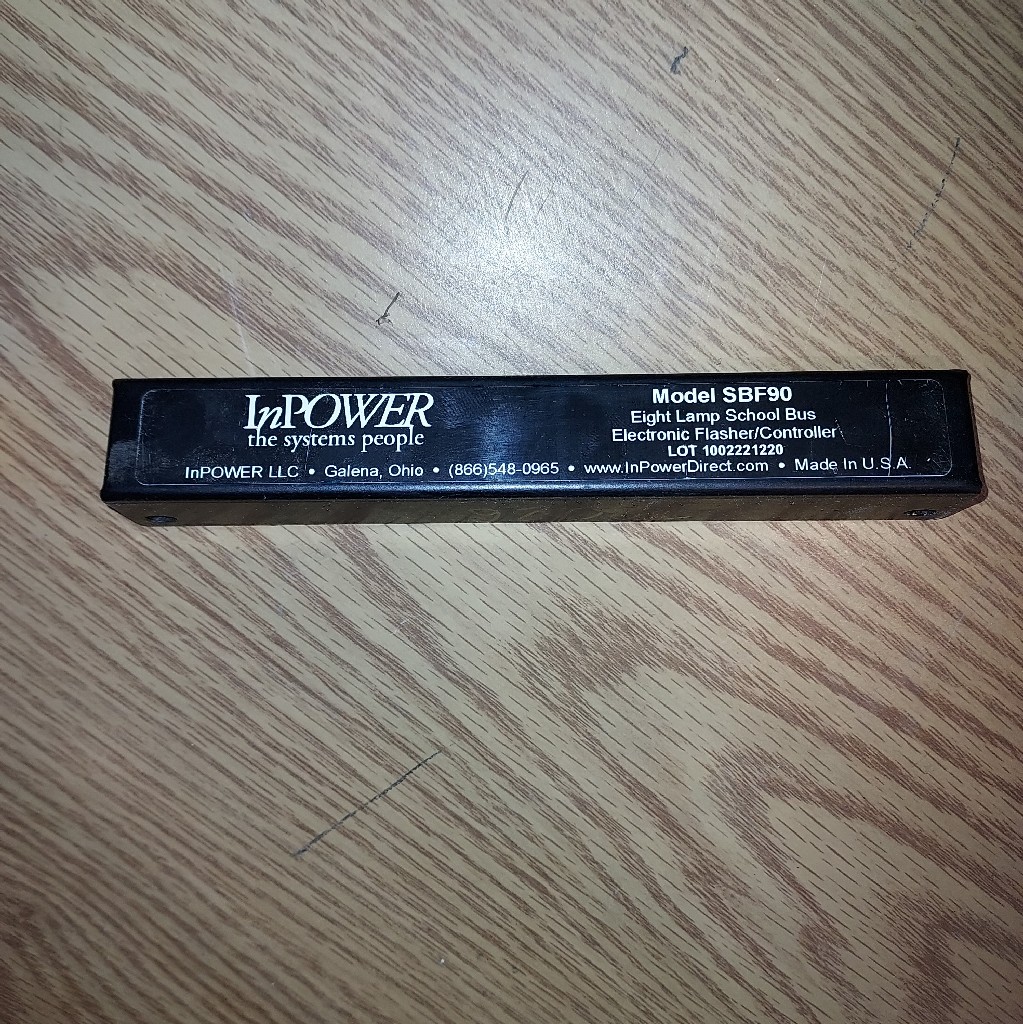 InPOWER
the systems people
Model SBF90
Eight Lamp School Bus
Electronic Flasher/Controller
LOT 1002221220
InPOWER LLC • Galena, Ohio • (866)548-0965 • www.InPowerDirect.com • Made In U.S.A.